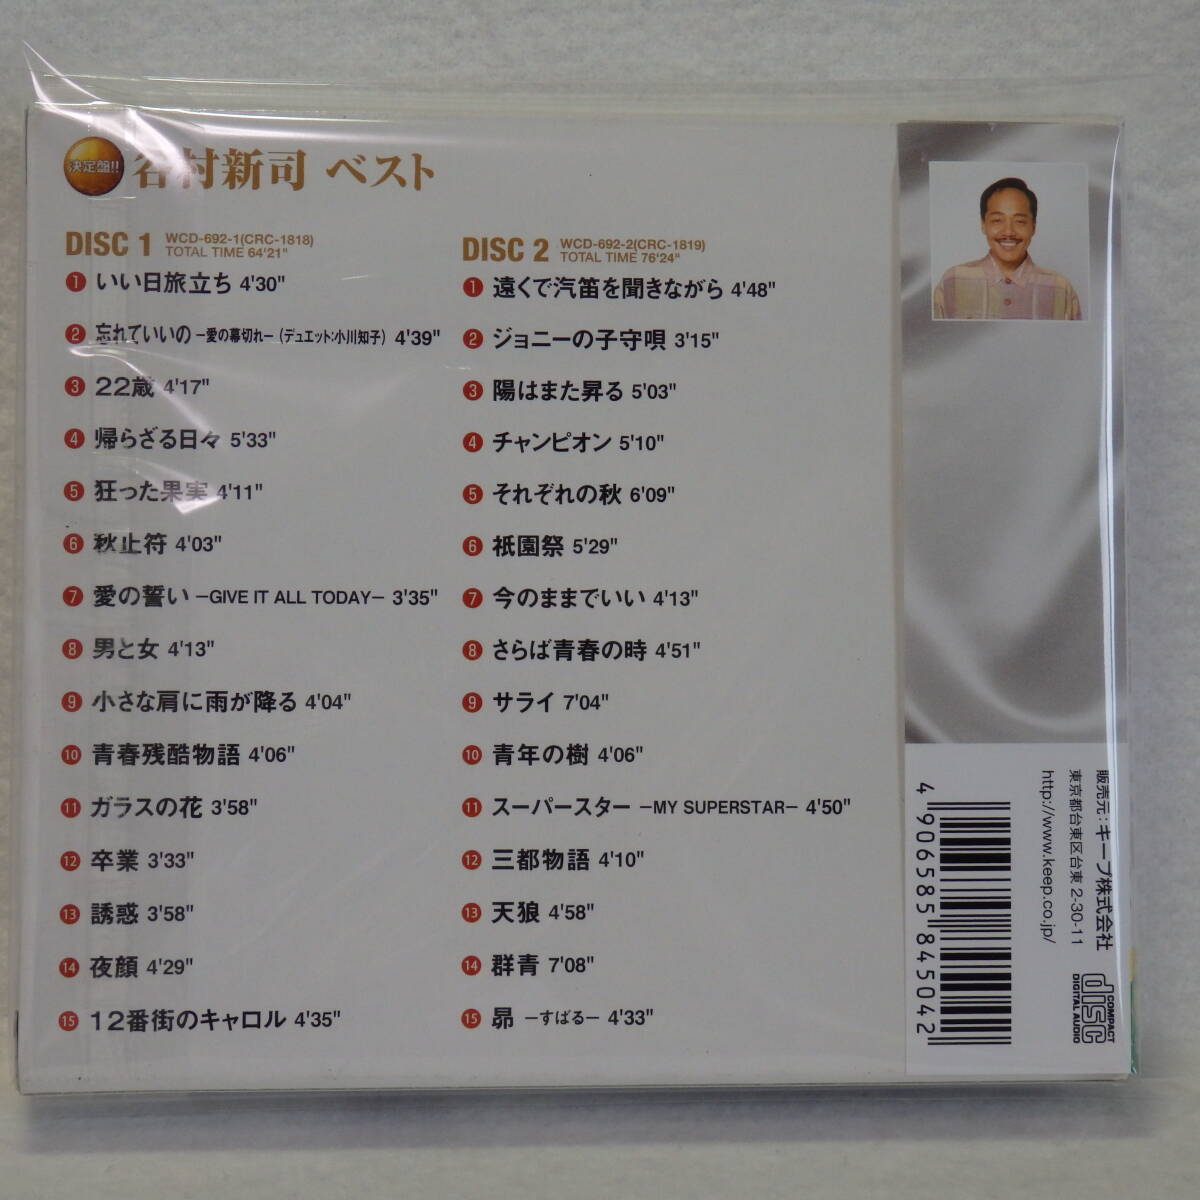 決定盤!! 谷村新司 ベスト
DISC 1 WCD-692-1(CRC-1818)
TOTAL TIME 64'21"
1 いい日旅立ち 4'30"
2 忘れていいの –愛の幕切れ– (デュエット:小川知子) 4'39"
3 22歳 4'17"
4 帰らざる日々 5'33"
5 狂った果実 4'11"
6 秋止符 4'03"
7 愛の誓い –GIVE IT ALL TODAY– 3'35"
8 男と女 4'13"
9 小さな肩に雨が降る 4'04"
10 青春残酷物語 4'06"
11 ガラスの花 3'58"
12 卒業 3'33"
13 誘惑 3'58"
14 夜顔 4'29"
15 12番街のキャロル 4'35"
DISC 2 WCD-692-2(CRC-1819)
TOTAL TIME 76'24"
1 遠くで汽笛を聞きながら 4'48"
2 ジョニーの子守唄 3'15"
3 陽はまた昇る 5'03"
4 チャンピオン 5'10"
5 それぞれの秋 6'09"
6 祇園祭 5'29"
7 今のままでいい 4'13"
8 さらば青春の時 4'51"
9 サライ 7'04"
10 青年の樹 4'06"
11 スーパースター –MY SUPERSTAR– 4'50"
12 三都物語 4'10"
13 天狼 4'58"
14 群青 7'08"
15 昴 –すばる– 4'33"
販売元:キープ株式会社
東京都台東区台東 2-30-11
http://www.keep.co.jp/
4 906585 845042
COMPACT
disc
DIGITAL AUDIO